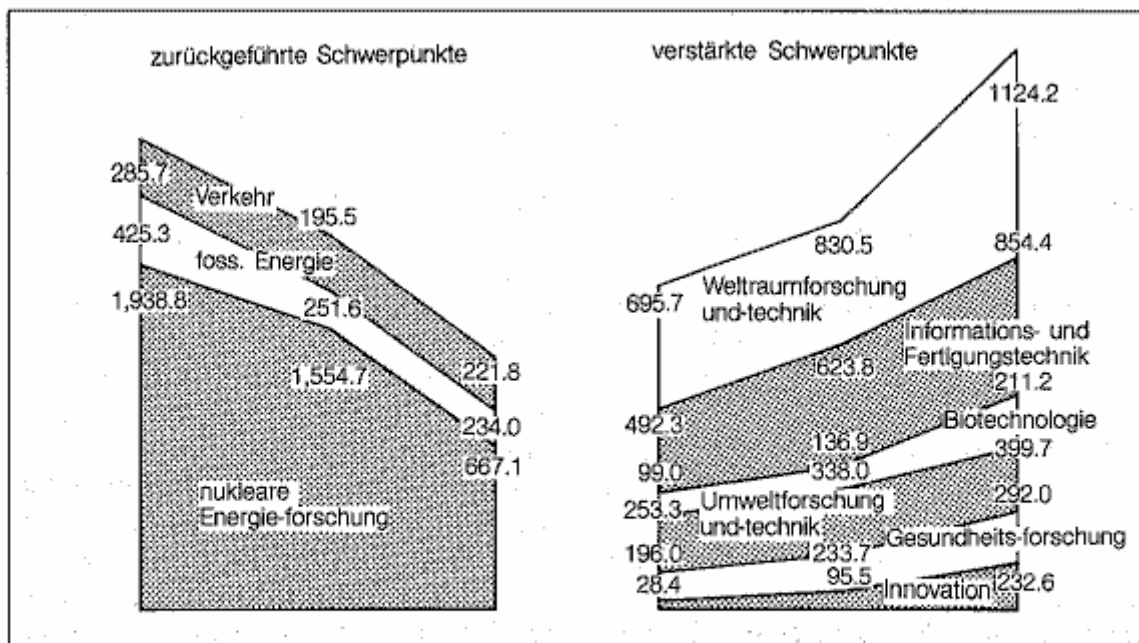 zurückgeführte Schwerpunkte
285.7
Verkehr
195.5
425.3
foss. Energie
1,938.8
251.6
1,554.7
221.8
234.0
667.1
nukleare
Energie-forschung
verstärkte Schwerpunkte
1124.2
830.5
854.4
695.7
Weltraumforschung
und-technik
Informations- und
Fertigungstechnik
623.8
211.2
492.3
Biotechnologie
136.9
99.0
338.0
399.7
253.3
Umweltforschung
und-technik
292.0
196.0
233.7
Gesundheits-forschung
28.4
95.5
Innovation
232.6